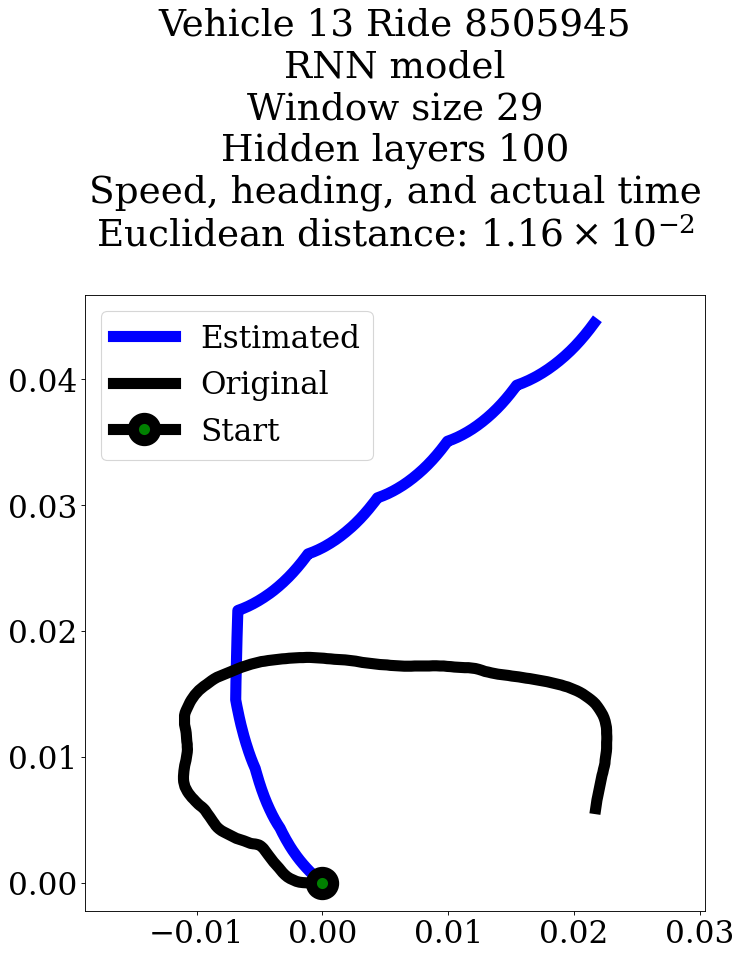 Vehicle 13 Ride 8505945
RNN model
Window size 29
Hidden layers 100
Speed, heading, and actual time
Euclidean distance: 1.16 × 10⁻²
Estimated
Original
Start
0.04
0.03
0.02
0.01
0.00
−0.01 0.00 0.01 0.02 0.03